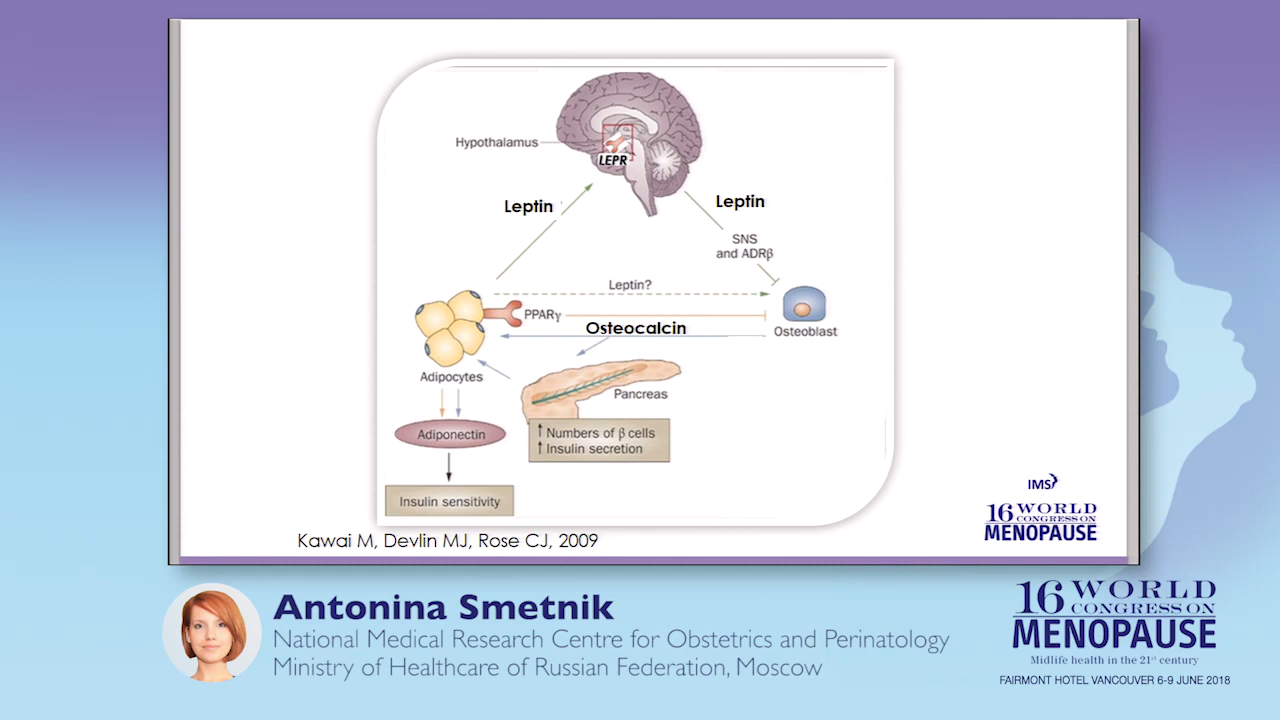 Hypothalamus
LEPR
Leptin
Leptin
SNS
and ADRβ
Leptin?
PPARγ
Osteocalcin
Osteoblast
Adipocytes
Pancreas
Adiponectin
↑ Numbers of β cells
↑ Insulin secretion
Insulin sensitivity
Kawai M, Devlin MJ, Rose CJ, 2009
IMS
16 WORLD
CONGRESS ON
MENOPAUSE
Antonina Smetnik
National Medical Research Centre for Obstetrics and Perinatology
Ministry of Healthcare of Russian Federation, Moscow
16 WORLD
CONGRESS ON
MENOPAUSE
Midlife health in the 21st century
FAIRMONT HOTEL VANCOUVER 6-9 JUNE 2018